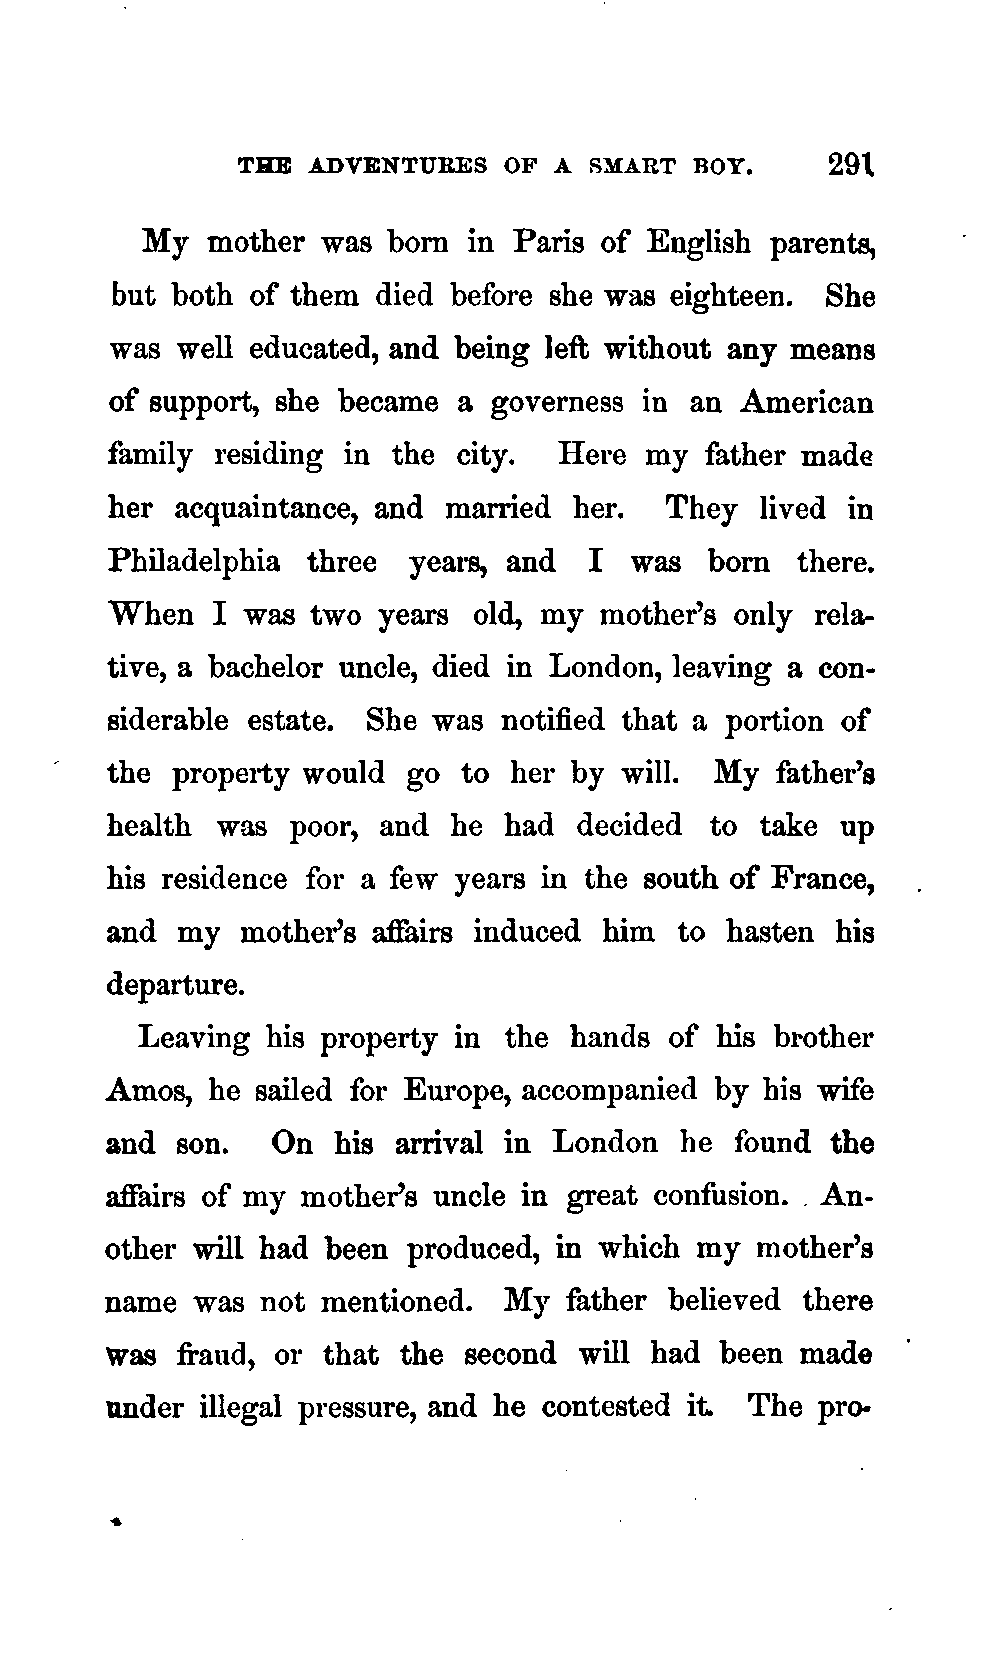 THE ADVENTURES OF A SMART BOY. 291
My mother was born in Paris of English parents,
but both of them died before she was eighteen. She
was well educated, and being left without any means
of support, she became a governess in an American
family residing in the city. Here my father made
her acquaintance, and married her. They lived in
Philadelphia three years, and I was born there.
When I was two years old, my mother's only rela-
tive, a bachelor uncle, died in London, leaving a con-
siderable estate. She was notified that a portion of
the property would go to her by will. My father's
health was poor, and he had decided to take up
his residence for a few years in the south of France,
and my mother's affairs induced him to hasten his
departure.
Leaving his property in the hands of his brother
Amos, he sailed for Europe, accompanied by his wife
and son. On his arrival in London he found the
affairs of my mother's uncle in great confusion. An-
other will had been produced, in which my mother's
name was not mentioned. My father believed there
was fraud, or that the second will had been made
under illegal pressure, and he contested it. The pro-